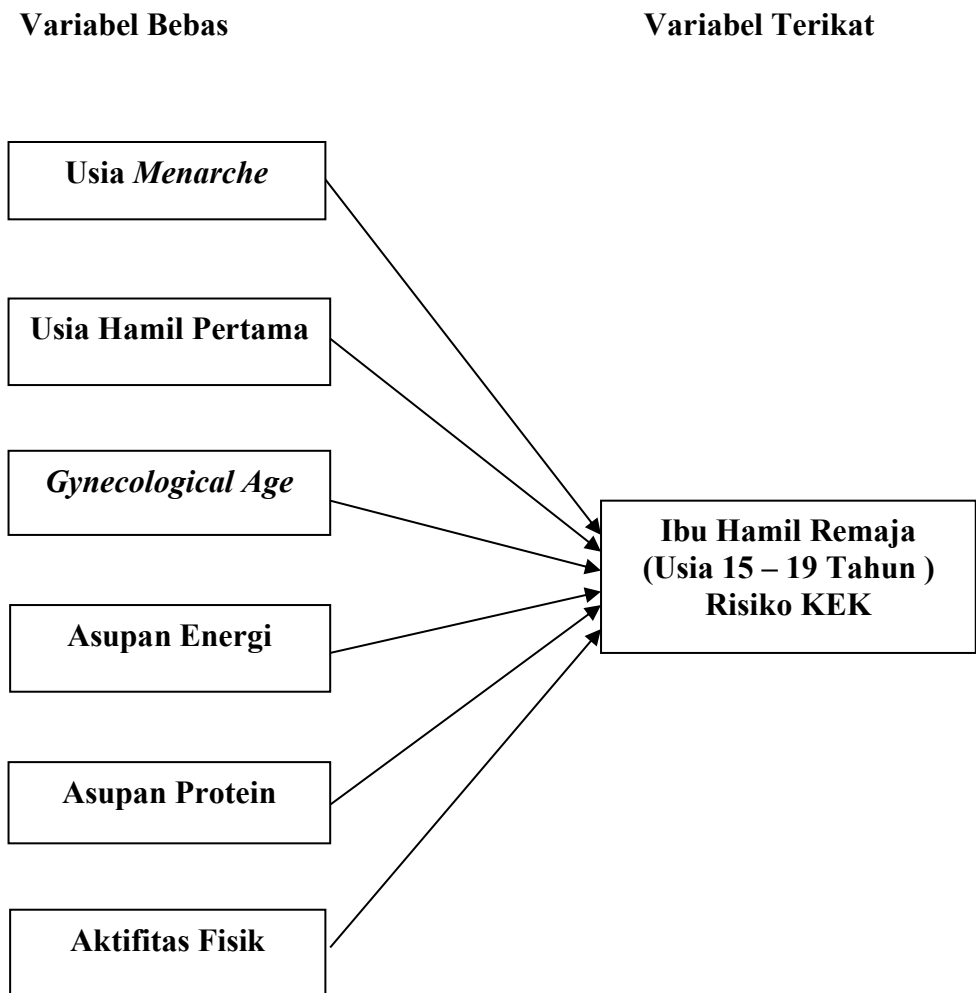 Variabel Bebas
Variabel Terikat
Usia Menarche
Usia Hamil Pertama
Gynecological Age
Ibu Hamil Remaja
(Usia 15 – 19 Tahun )
Risiko KEK
Asupan Energi
Asupan Protein
Aktifitas Fisik